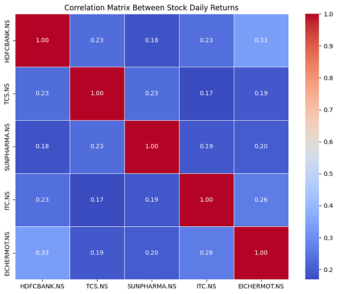 Correlation Matrix Between Stock Daily Returns
HDFCBANK.NS
1.00 0.23 0.18 0.23 0.33
TCS.NS
0.23 1.00 0.23 0.17 0.19
SUNPHARMA.NS
0.18 0.23 1.00 0.19 0.20
ITC.NS
0.23 0.17 0.19 1.00 0.26
EICHERMOT.NS
0.33 0.19 0.20 0.26 1.00
HDFCBANK.NS TCS.NS SUNPHARMA.NS ITC.NS EICHERMOT.NS
1.0
0.9
0.8
0.7
0.6
0.5
0.4
0.3
0.2